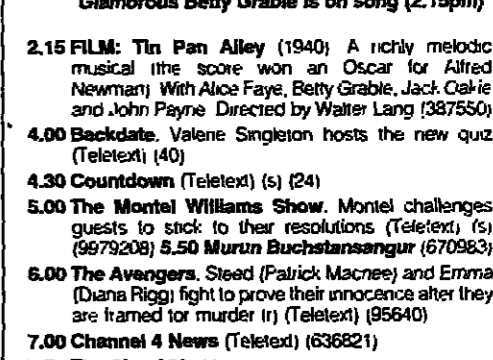 Glamorous Betty Grable is on song (2.15pm)
2.15 FILM: Tin Pan Alley (1940) A richly melodic
musical (the score won an Oscar for Alfred
Newman) With Alice Faye, Betty Grable, Jack Oakie
and John Payne Directed by Walter Lang (387550)
4.00 Backdate. Valerie Singleton hosts the new quiz
(Teletext) (40)
4.30 Countdown (Teletext) (s) (24)
5.00 The Montel Williams Show. Montel challenges
guests to stick to their resolutions (Teletext) (s)
(9979208) 5.50 Murun Buchstansangur (670983)
6.00 The Avengers. Steed (Patrick Macnee) and Emma
(Diana Rigg) fight to prove their innocence after they
are framed for murder (r) (Teletext) (95640)
7.00 Channel 4 News (Teletext) (636821)